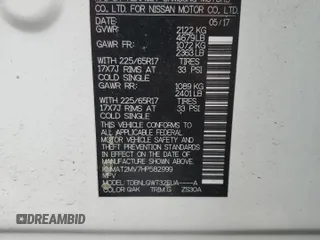 CO., LTD. FOR NISSAN MOTOR CO., LTD.
05/17
GVWR: 2122 KG
4679LB
GAWR FR: 1072 KG
2363LB
WITH 225/65R17 TIRES
17X7J RIMS AT 33 PSI
COLD SINGLE
GAWR RR: 1089 KG
2401LB
WITH 225/65R17 TIRES
17X7J RIMS AT 33 PSI
COLD SINGLE
THIS VEHICLE CONFORMS TO ALL
APPLICABLE FEDERAL MOTOR
VEHICLE SAFETY, BUMPER AND
THEFT PREVENTION STANDARDS
IN EFFECT ON THE DATE OF
MANUFACTURE SHOWN ABOVE.
KNMAT2MV7HP582999
MPV
COLOR: QAK TRIM: G